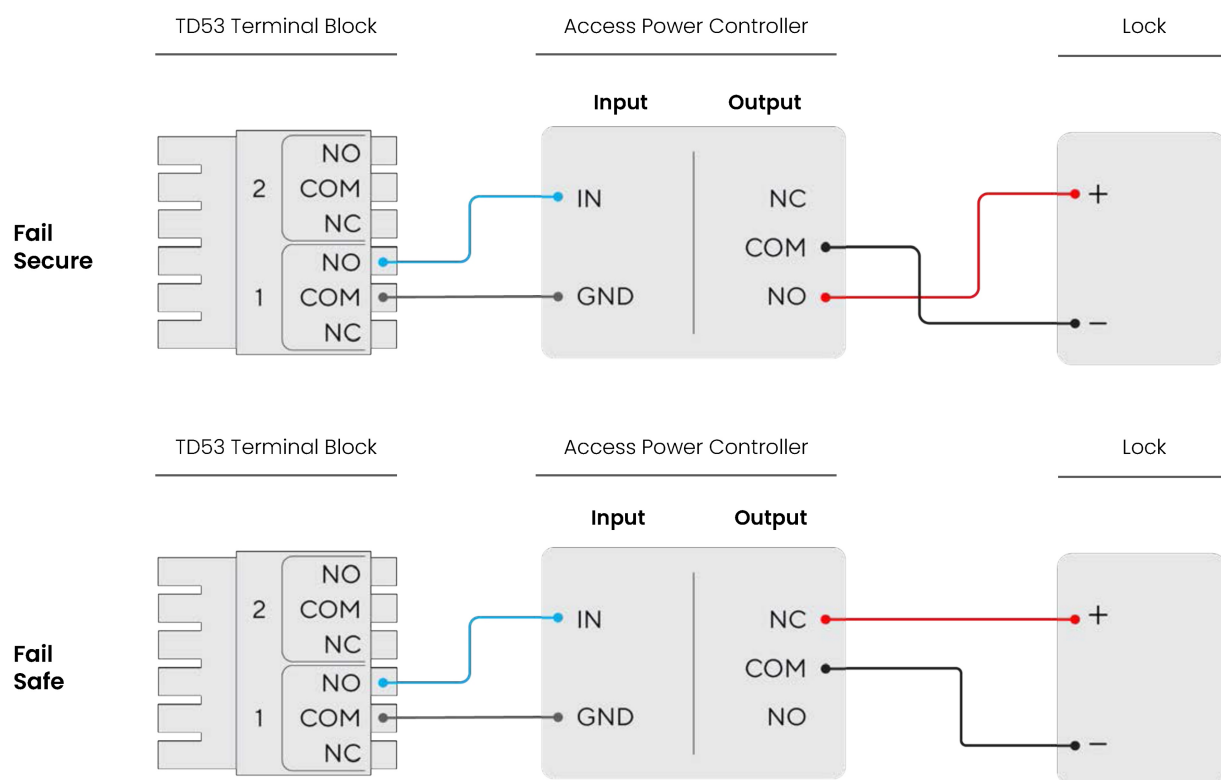 TD53 Terminal Block
Access Power Controller
Lock
Input
Output
Fail
Secure
2
NO
COM
NC
1
NO
COM
NC
IN
GND
NC
COM
NO
+
−
TD53 Terminal Block
Access Power Controller
Lock
Input
Output
Fail
Safe
2
NO
COM
NC
1
NO
COM
NC
IN
GND
NC
COM
NO
+
−